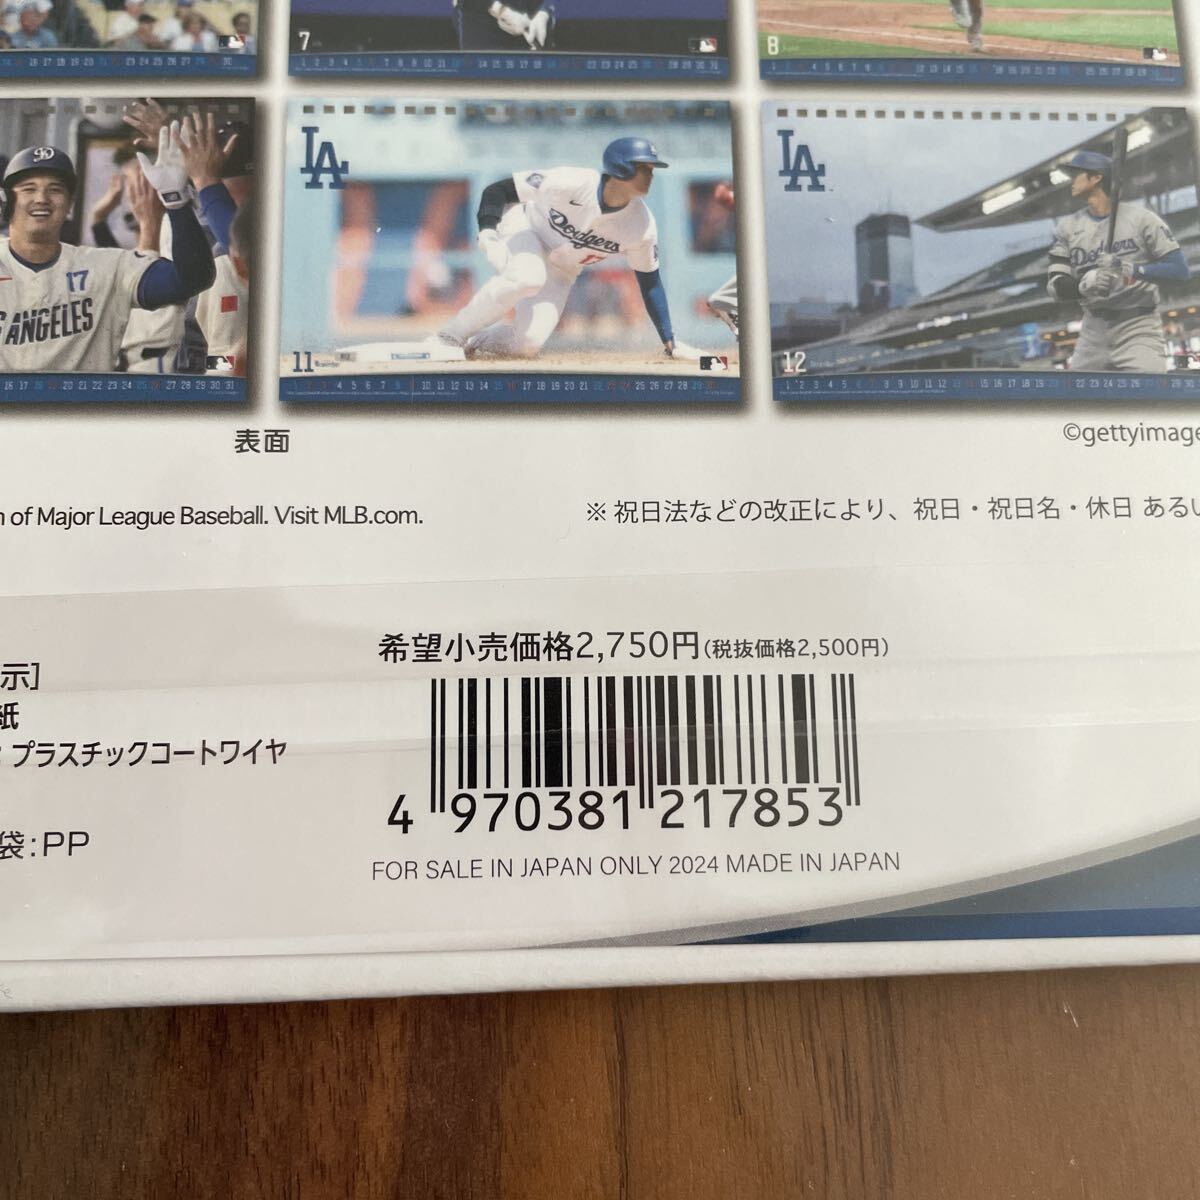 7
8
LA
LA
17
ANGELES
Dodgers
17
Dodgers
11
12
表面
©gettyimage
of Major League Baseball. Visit MLB.com.
※ 祝日法などの改正により、祝日・祝日名・休日 ある
希望小売価格2,750円(税抜価格2,500円)
示]
紙
プラスチックコートワイヤ
袋:PP
4 970381 217853
FOR SALE IN JAPAN ONLY 2024 MADE IN JAPAN